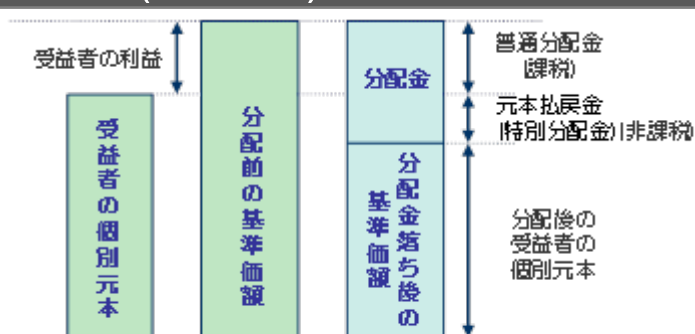 受益者の利益
受益者の個別元本
分配前の基準価額
分配金
分配金落ち後の
基準価額
普通分配金
(課税)
元本払戻金
(特別分配金)(非課税)
分配後の
受益者の
個別元本